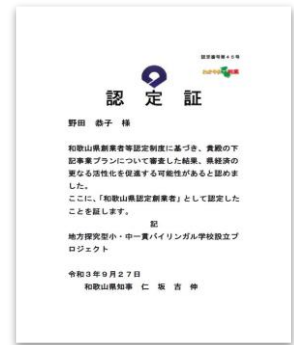 認定番号第45号
わかやま 創業
認定証
野田 恭子 様
和歌山県創業者等認定制度に基づき、貴殿の下
記事業プランについて審査した結果、県経済の
更なる活性化を促進する可能性があると認めま
した。
ここに、「和歌山県認定創業者」として認定した
ことを証します。
記
地方探究型小・中一貫バイリンガル学校設立プ
ロジェクト
令和3年9月27日
和歌山県知事 仁坂吉伸